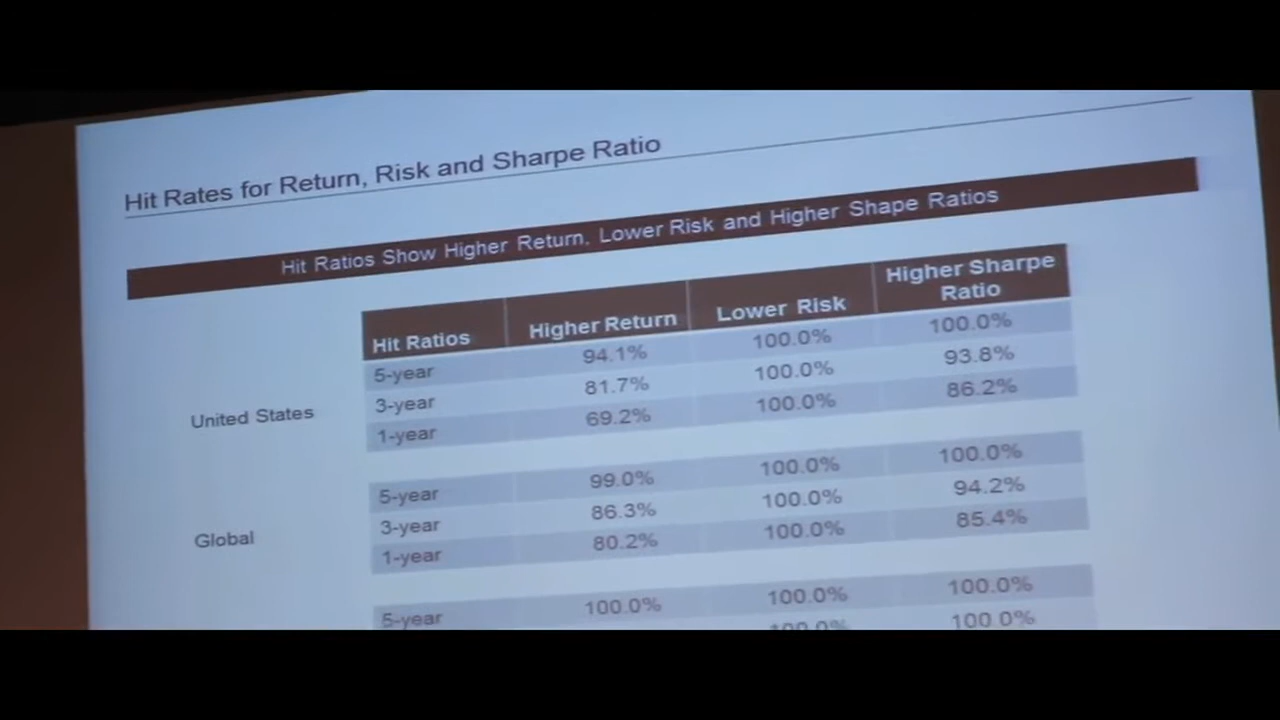 Hit Rates for Return, Risk and Sharpe Ratio
Hit Ratios Show Higher Return, Lower Risk and Higher Shape Ratios
Hit Ratios Higher Return Lower Risk Higher Sharpe Ratio
United States
5-year 94.1% 100.0% 100.0%
3-year 81.7% 100.0% 93.8%
1-year 69.2% 100.0% 86.2%
Global
5-year 99.0% 100.0% 100.0%
3-year 86.3% 100.0% 94.2%
1-year 80.2% 100.0% 85.4%
5-year 100.0% 100.0% 100.0%
100.0% 100.0%